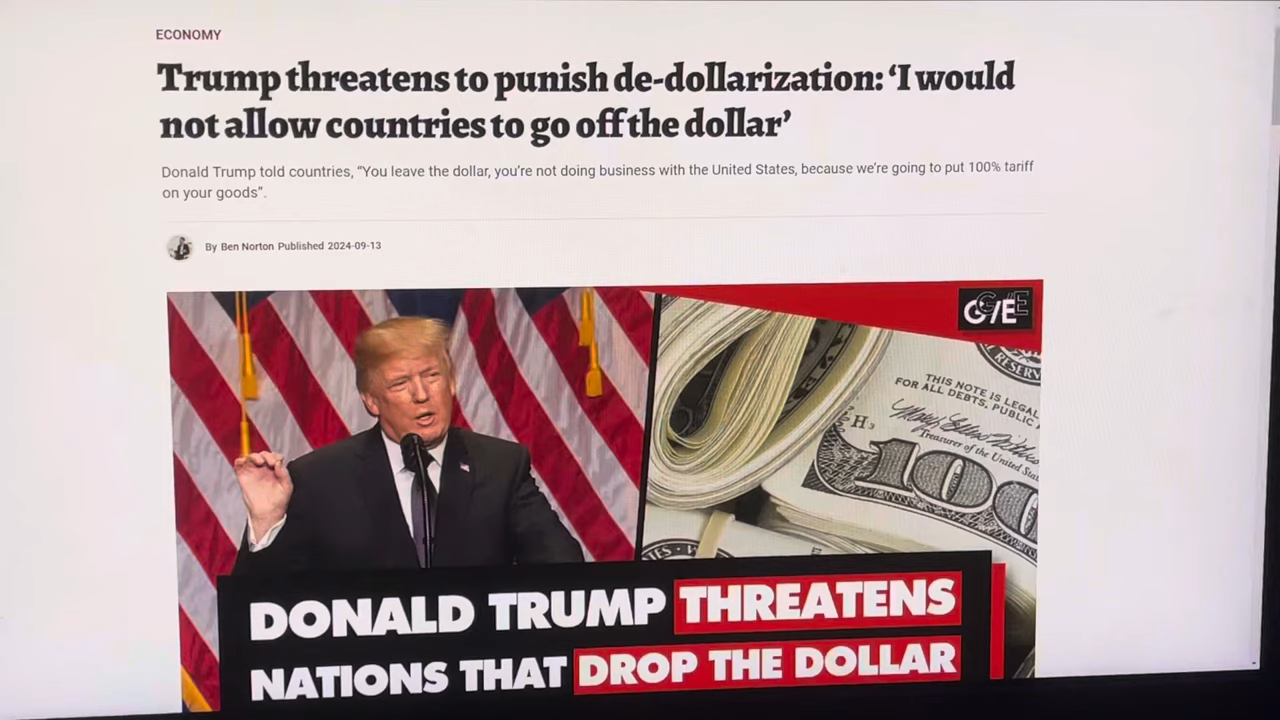 ECONOMY
Trump threatens to punish de-dollarization: ‘I would
not allow countries to go off the dollar’
Donald Trump told countries, “You leave the dollar, you’re not doing business with the United States, because we’re going to put 100% tariff
on your goods”.
By Ben Norton Published 2024-09-13
G/E
RESERV
THIS NOTE IS LEGAL
FOR ALL DEBTS, PUBLIC
H3
Treasurer of the United Stat
100
DONALD TRUMP THREATENS
NATIONS THAT DROP THE DOLLAR